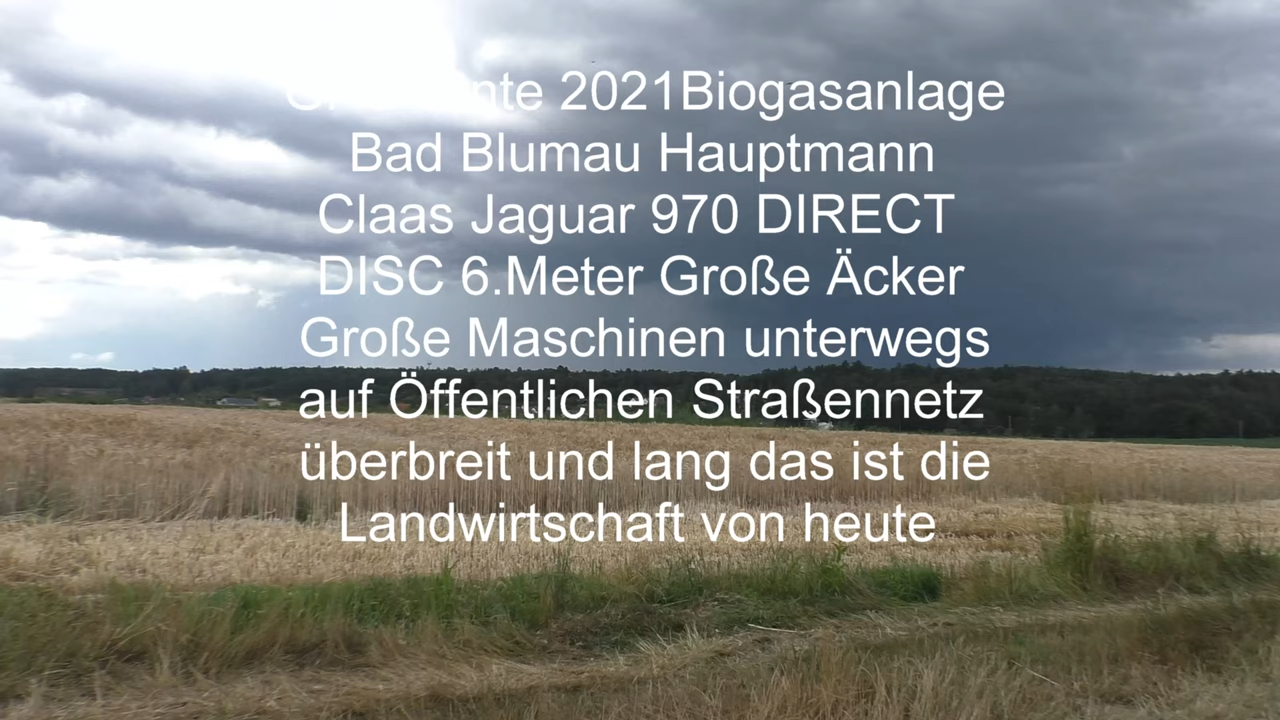 2021Biogasanlage
Bad Blumau Hauptmann
Claas Jaguar 970 DIRECT
DISC 6.Meter Große Äcker
Große Maschinen unterwegs
auf Öffentlichen Straßennetz
überbreit und lang das ist die
Landwirtschaft von heute